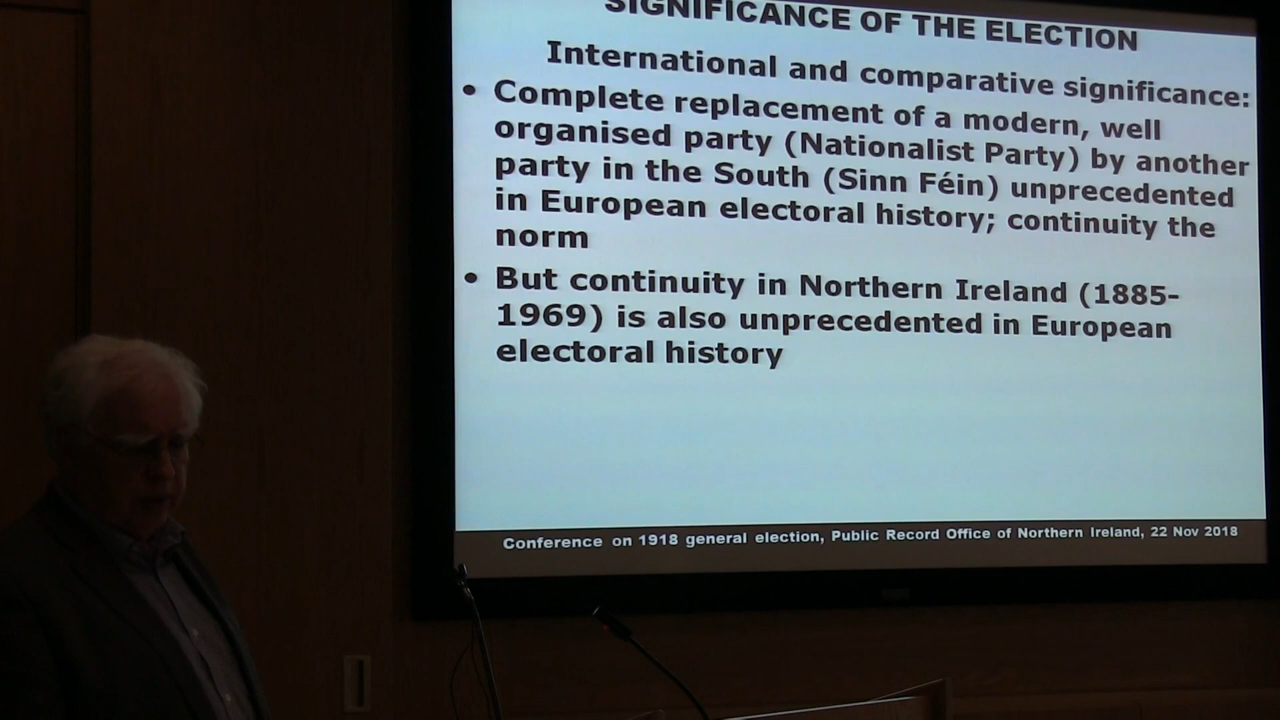 SIGNIFICANCE OF THE ELECTION
International and comparative significance:
• Complete replacement of a modern, well
organised party (Nationalist Party) by another
party in the South (Sinn Féin) unprecedented
in European electoral history; continuity the
norm
• But continuity in Northern Ireland (1885-
1969) is also unprecedented in European
electoral history
Conference on 1918 general election, Public Record Office of Northern Ireland, 22 Nov 2018